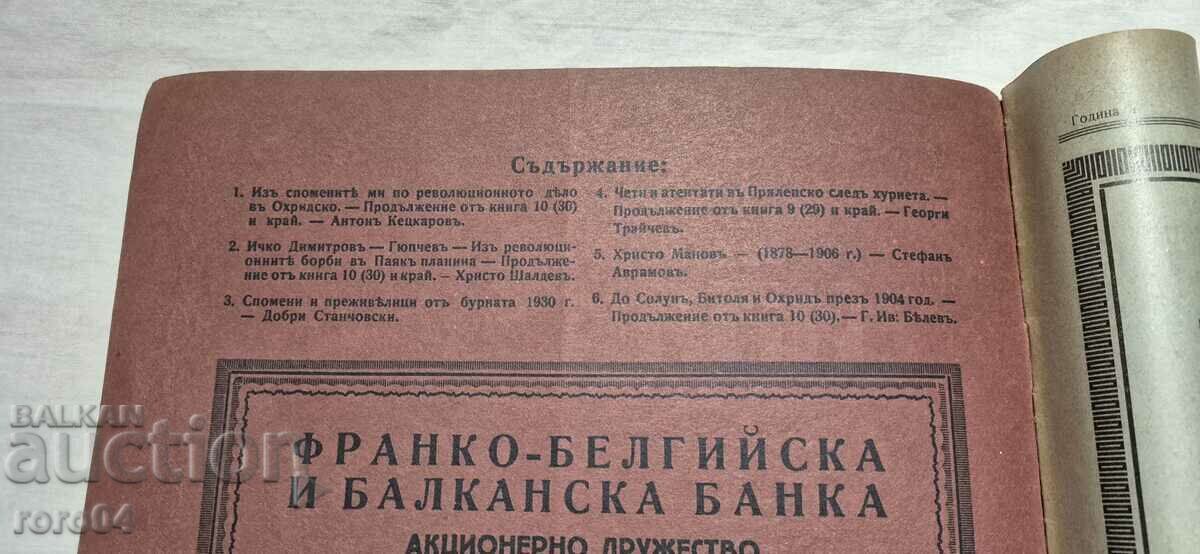 Съдържание:
1. Изъ спомените ми по революционното дѣло
въ Охридско. — Продължение отъ книга 10 (30)
и край. — Антонъ Кецкаровъ.
2. Ичко Димитровъ — Гюпчевъ — Изъ революци-
онните борби въ Паякъ планина — Продълже-
ние отъ книга 10 (30) и край. — Христо Шалдевъ.
3. Спомени и преживѣлици отъ бурната 1930 г.
— Добри Станчовски.
4. Чети и атентати въ Прилепско следъ хуриета. —
Продължение отъ книга 9 (29) и край. — Георги
Трайчевъ.
5. Христо Мановъ — (1878—1906 г.) — Стефанъ
Аврамовъ.
6. До Солунъ, Битоля и Охридъ презъ 1904 год. —
Продължение отъ книга 10 (30). — Г. Ив. Бѣлевъ.
ФРАНКО-БЕЛГИЙСКА
И БАЛКАНСКА БАНКА
АКЦИОНЕРНО ДРУЖЕСТВО
Година
BALKAN
auction
roro04